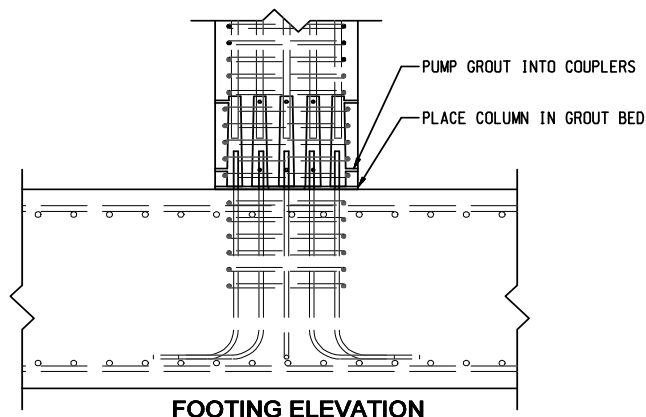 PUMP GROUT INTO COUPLERS
PLACE COLUMN IN GROUT BED
FOOTING ELEVATION